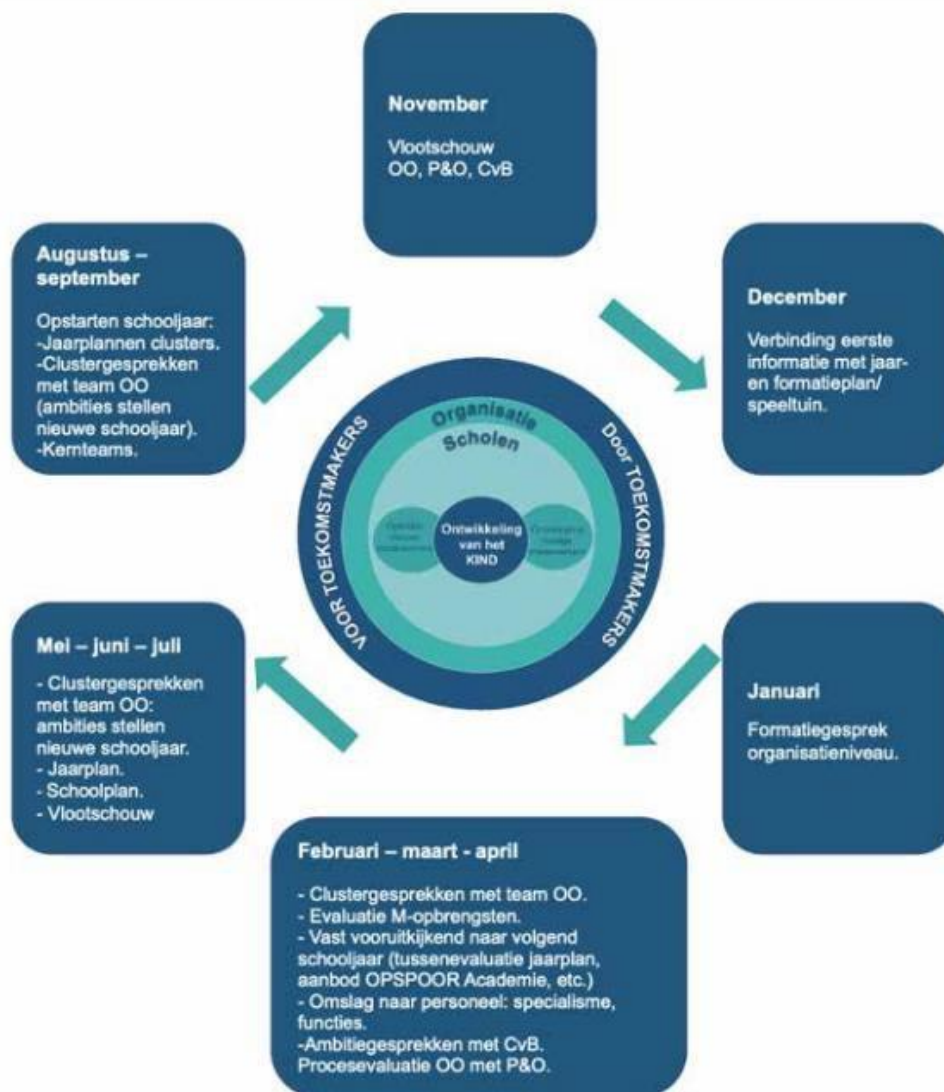 November
Vlootschouw
OO, P&O, CvB
Augustus –
september
Opstarten schooljaar:
-Jaarplannen clusters.
-Clustergesprekken
met team OO
(ambities stellen
nieuwe schooljaar).
-Kernteams.
December
Verbinding eerste
informatie met jaar-
en formatieplan/
speeltuin.
VOOR TOEKOMSTMAKERS
Door TOEKOMSTMAKERS
Organisatie
Scholen
Ontwikkeling
van het
KIND
Mei – juni – juli
- Clustergesprekken
met team OO:
ambities stellen
nieuwe schooljaar.
- Jaarplan.
- Schoolplan.
- Vlootschouw
Januari
Formatiegesprek
organisatieniveau.
Februari – maart - april
- Clustergesprekken met team OO.
- Evaluatie M-opbrengsten.
- Vast vooruitkijkend naar volgend
schooljaar (tussenevaluatie jaarplan,
aanbod OPSPOOR Academie, etc.)
- Omslag naar personeel: specialisme,
functies.
-Ambitiegesprekken met CvB.
Procesevaluatie OO met P&O.